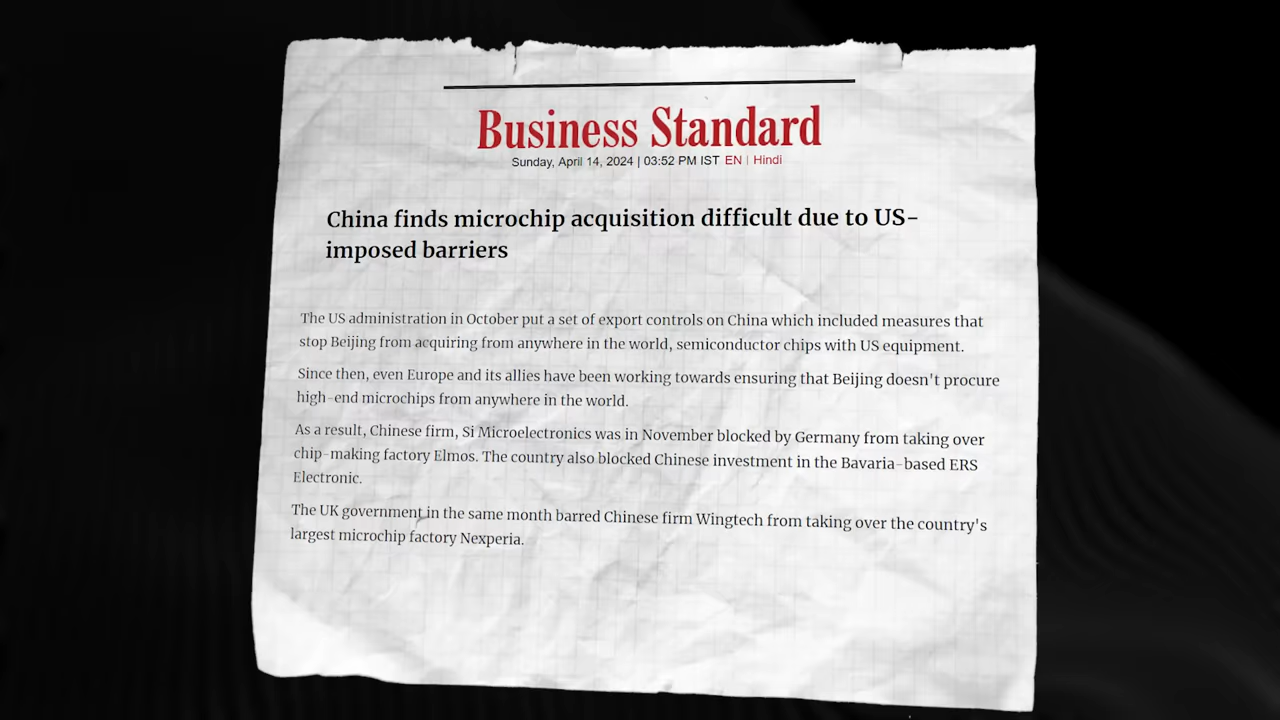 Business Standard
Sunday, April 14, 2024 | 03:52 PM IST EN | Hindi
China finds microchip acquisition difficult due to US-
imposed barriers
The US administration in October put a set of export controls on China which included measures that
stop Beijing from acquiring from anywhere in the world, semiconductor chips with US equipment.
Since then, even Europe and its allies have been working towards ensuring that Beijing doesn't procure
high-end microchips from anywhere in the world.
As a result, Chinese firm, Si Microelectronics was in November blocked by Germany from taking over
chip-making factory Elmos. The country also blocked Chinese investment in the Bavaria-based ERS
Electronic.
The UK government in the same month barred Chinese firm Wingtech from taking over the country's
largest microchip factory Nexperia.